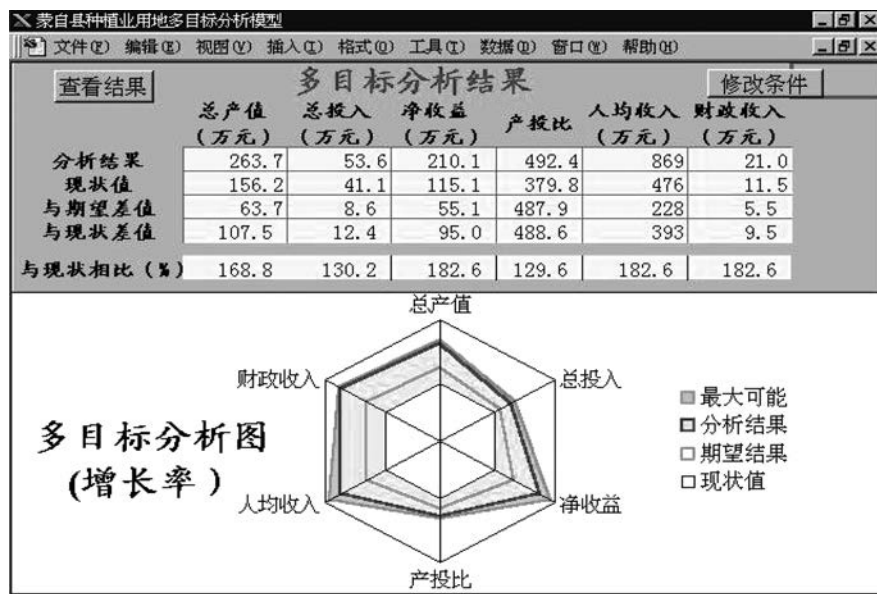 蒙自县种植业用地多目标分析模型
文件(F) 编辑(E) 视图(V) 插入(I) 格式(O) 工具(T) 数据(D) 窗口(W) 帮助(H)
查看结果 多目标分析结果 修改条件
总产值 总投入 净收益 产投比 人均收入 财政收入
(万元) (万元) (万元) (万元) (万元)
分析结果 263.7 53.6 210.1 492.4 869 21.0
现状值 156.2 41.1 115.1 379.8 476 11.5
与期望差值 63.7 8.6 55.1 487.9 228 5.5
与现状差值 107.5 12.4 95.0 488.6 393 9.5
与现状相比(%) 168.8 130.2 182.6 129.6 182.6 182.6
总产值
财政收入 总投入
最大可能
多目标分析图 分析结果
期望结果
(增长率) 现状值
人均收入 净收益
产投比